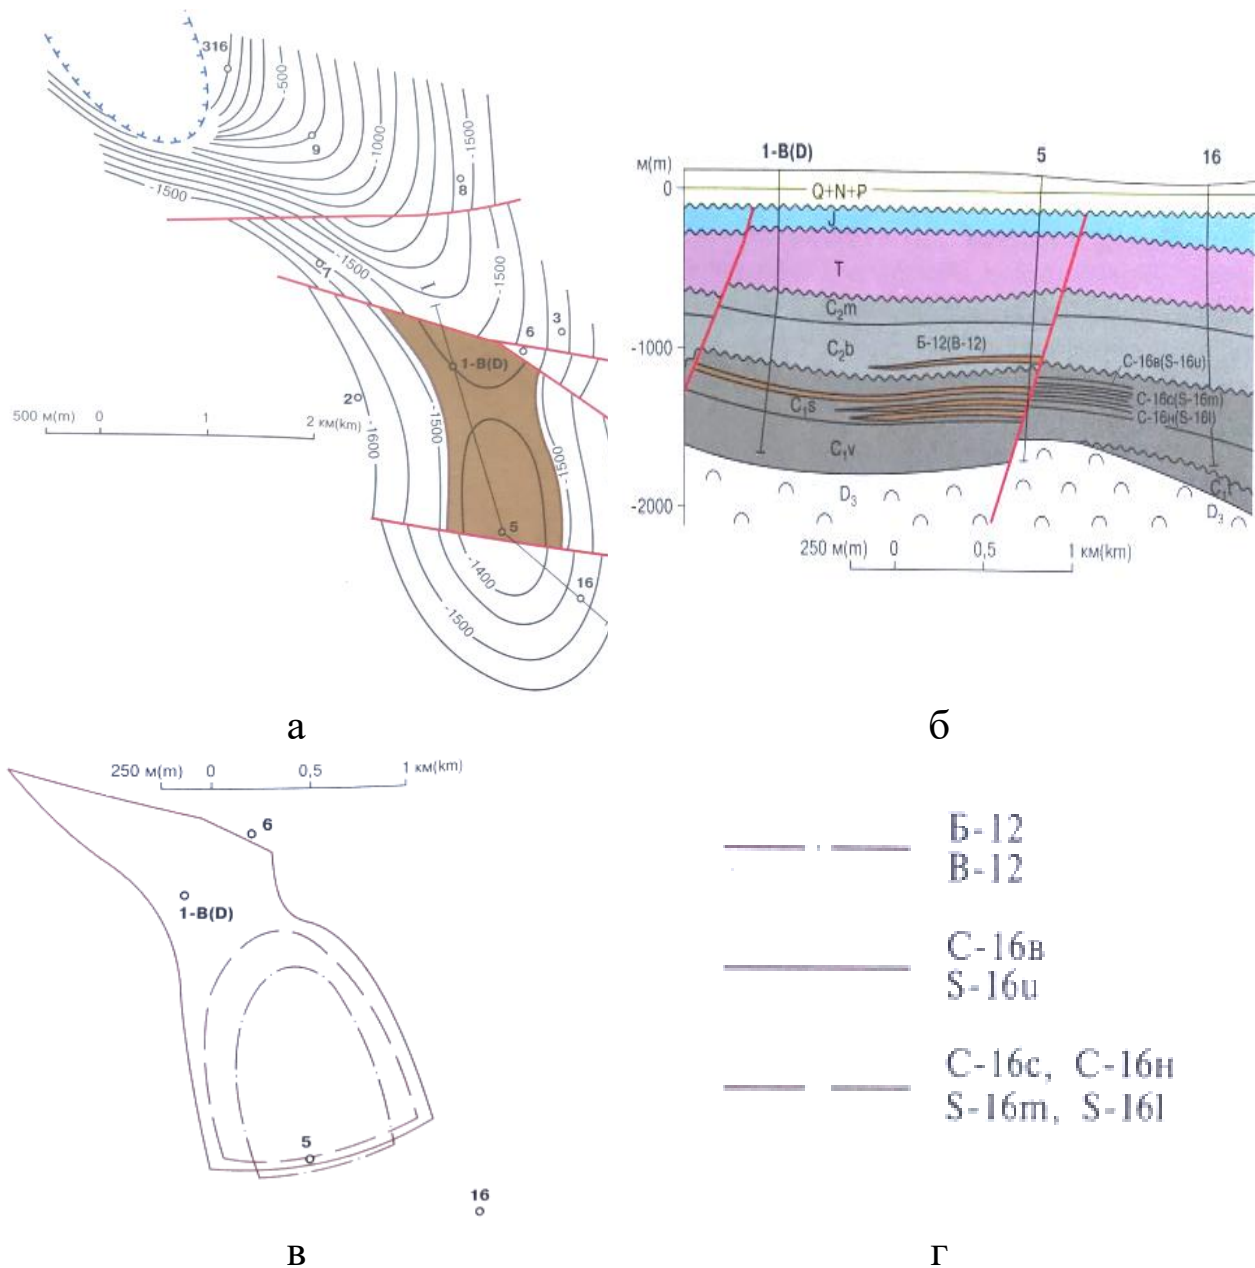 316
-500
9
-1000
-1500
8
-1500
1
-1500
I
-1500
3
6
1-В(D)
2
-1600
-1500
-1500
500 м(m) 0 1 2 км(km)
5
-1400
16
-1500
а
м(m)
1-В(D)
5
16
0
Q+N+P
J
T
C₂m
-1000
C₂b
Б-12(В-12)
С-16в(S-16u)
С-16с(S-16m)
С-16н(S-16l)
C₁s
C₁v
C₁t
-2000
D₃
D₃
250 м(m) 0 0,5 1 км(km)
б
250 м(m) 0 0,5 1 км(km)
6
1-В(D)
5
16
в
Б-12
В-12
С-16в
S-16u
С-16с, С-16н
S-16m, S-16l
г